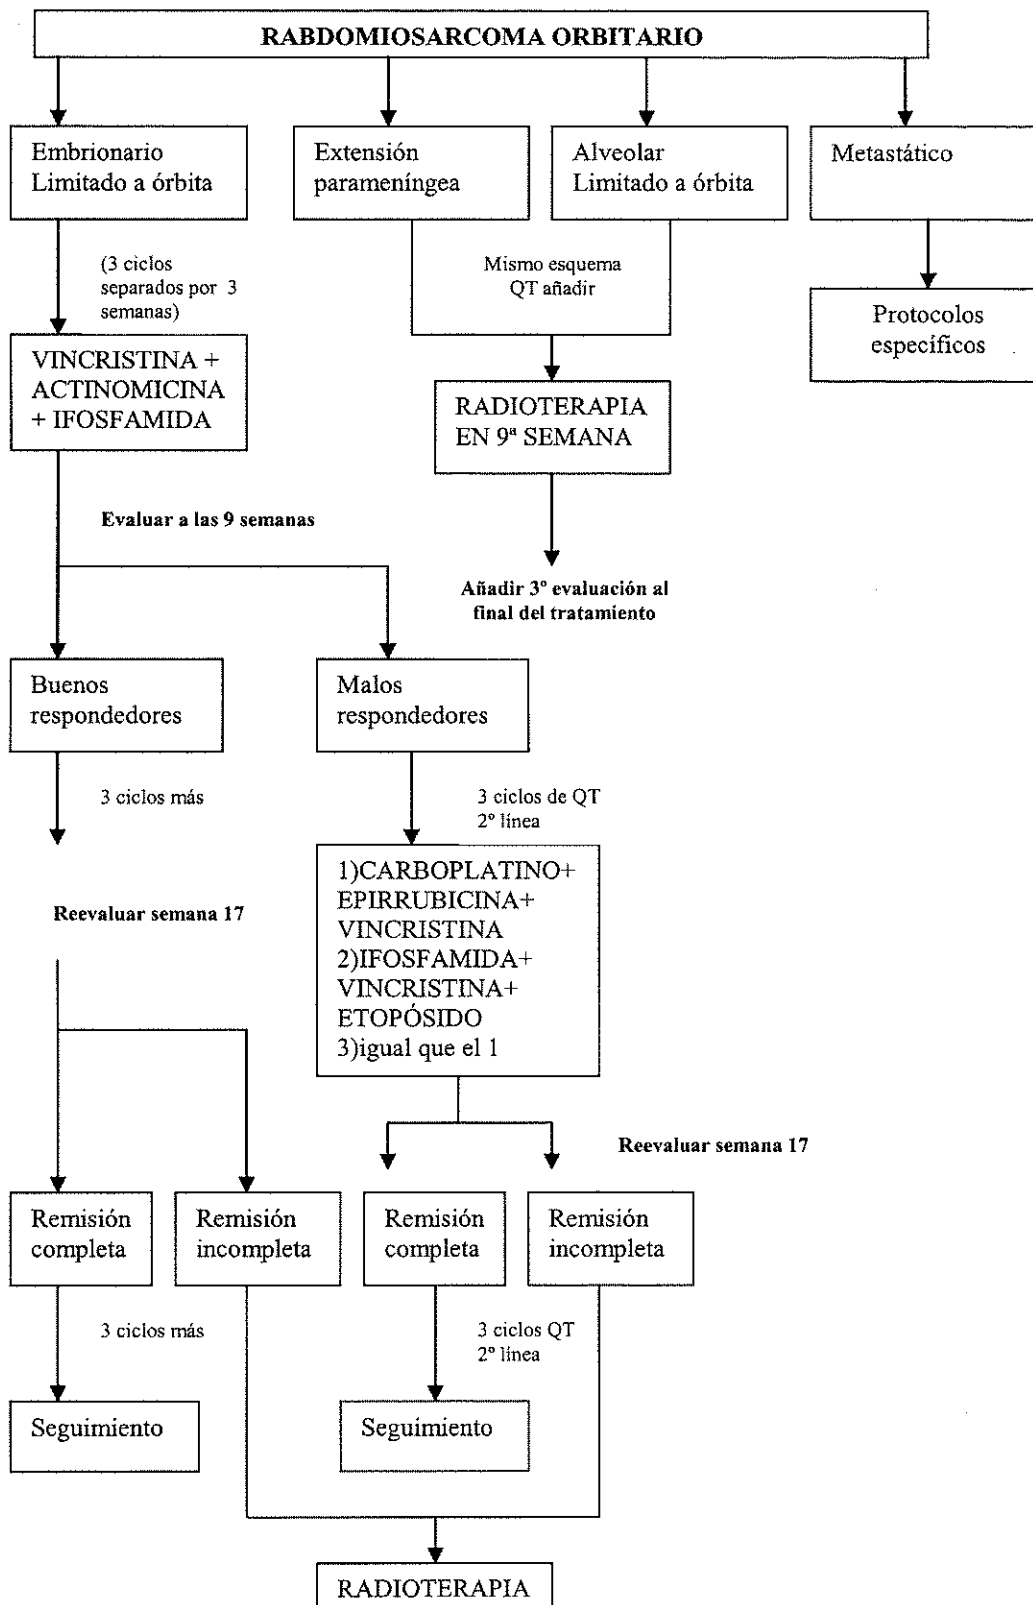 RABDOMIOSARCOMA ORBITARIO
Embrionario
Limitado a órbita
Extensión
parameníngea
Alveolar
Limitado a órbita
Metastático
(3 ciclos
separados por 3
semanas)
Mismo esquema
QT añadir
Protocolos
específicos
VINCRISTINA +
ACTINOMICINA
+ IFOSFAMIDA
RADIOTERAPIA
EN 9ª SEMANA
Evaluar a las 9 semanas
Añadir 3º evaluación al
final del tratamiento
Buenos
respondedores
Malos
respondedores
3 ciclos más
3 ciclos de QT
2º línea
1)CARBOPLATINO+
EPIRRUBICINA+
VINCRISTINA
2)IFOSFAMIDA+
VINCRISTINA+
ETOPÓSIDO
3)igual que el 1
Reevaluar semana 17
Reevaluar semana 17
Remisión
completa
Remisión
incompleta
Remisión
completa
Remisión
incompleta
3 ciclos más
3 ciclos QT
2º línea
Seguimiento
Seguimiento
RADIOTERAPIA